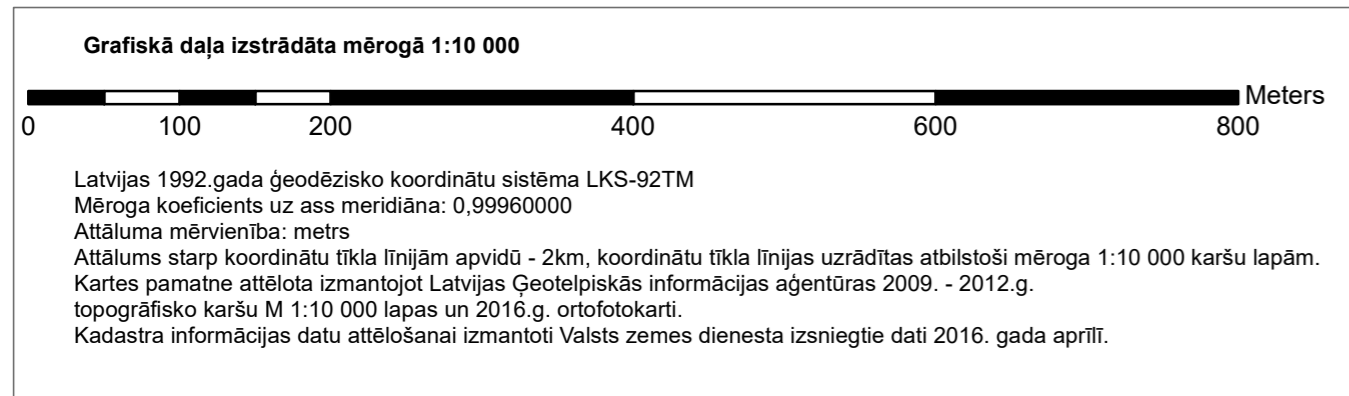 Grafiskā daļa izstrādāta mērogā 1:10 000
Meters
0 100 200 400 600 800
Latvijas 1992.gada ģeodēzisko koordinātu sistēma LKS-92TM
Mēroga koeficients uz ass meridiāna: 0,99960000
Attāluma mērvienība: metrs
Attālums starp koordinātu tīkla līnijām apvidū - 2km, koordinātu tīkla līnijas uzrādītas atbilstoši mēroga 1:10 000 karšu lapām.
Kartes pamatne attēlota izmantojot Latvijas Ģeotelpiskās informācijas aģentūras 2009. - 2012.g.
topogrāfisko karšu M 1:10 000 lapas un 2016.g. ortofotokarti.
Kadastra informācijas datu attēlošanai izmantoti Valsts zemes dienesta izsniegtie dati 2016. gada aprīlī.